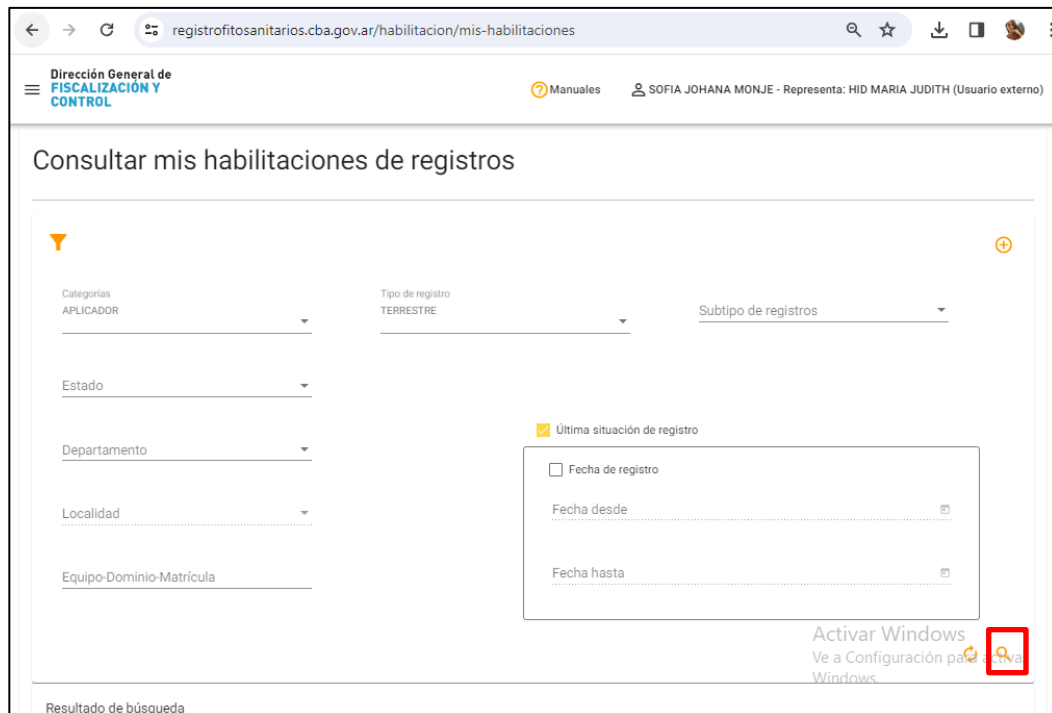 registrofitosanitarios.cba.gov.ar/habilitacion/mis-habilitaciones
Dirección General de
FISCALIZACIÓN Y
CONTROL
Manuales
SOFIA JOHANA MONJE - Representa: HID MARIA JUDITH (Usuario externo)
Consultar mis habilitaciones de registros
Categorías
APLICADOR
Tipo de registro
TERRESTRE
Subtipo de registros
Estado
Última situación de registro
Departamento
Fecha de registro
Localidad
Fecha desde
Equipo-Dominio-Matrícula
Fecha hasta
Activar Windows
Ve a Configuración para activar
Windows.
Resultado de búsqueda